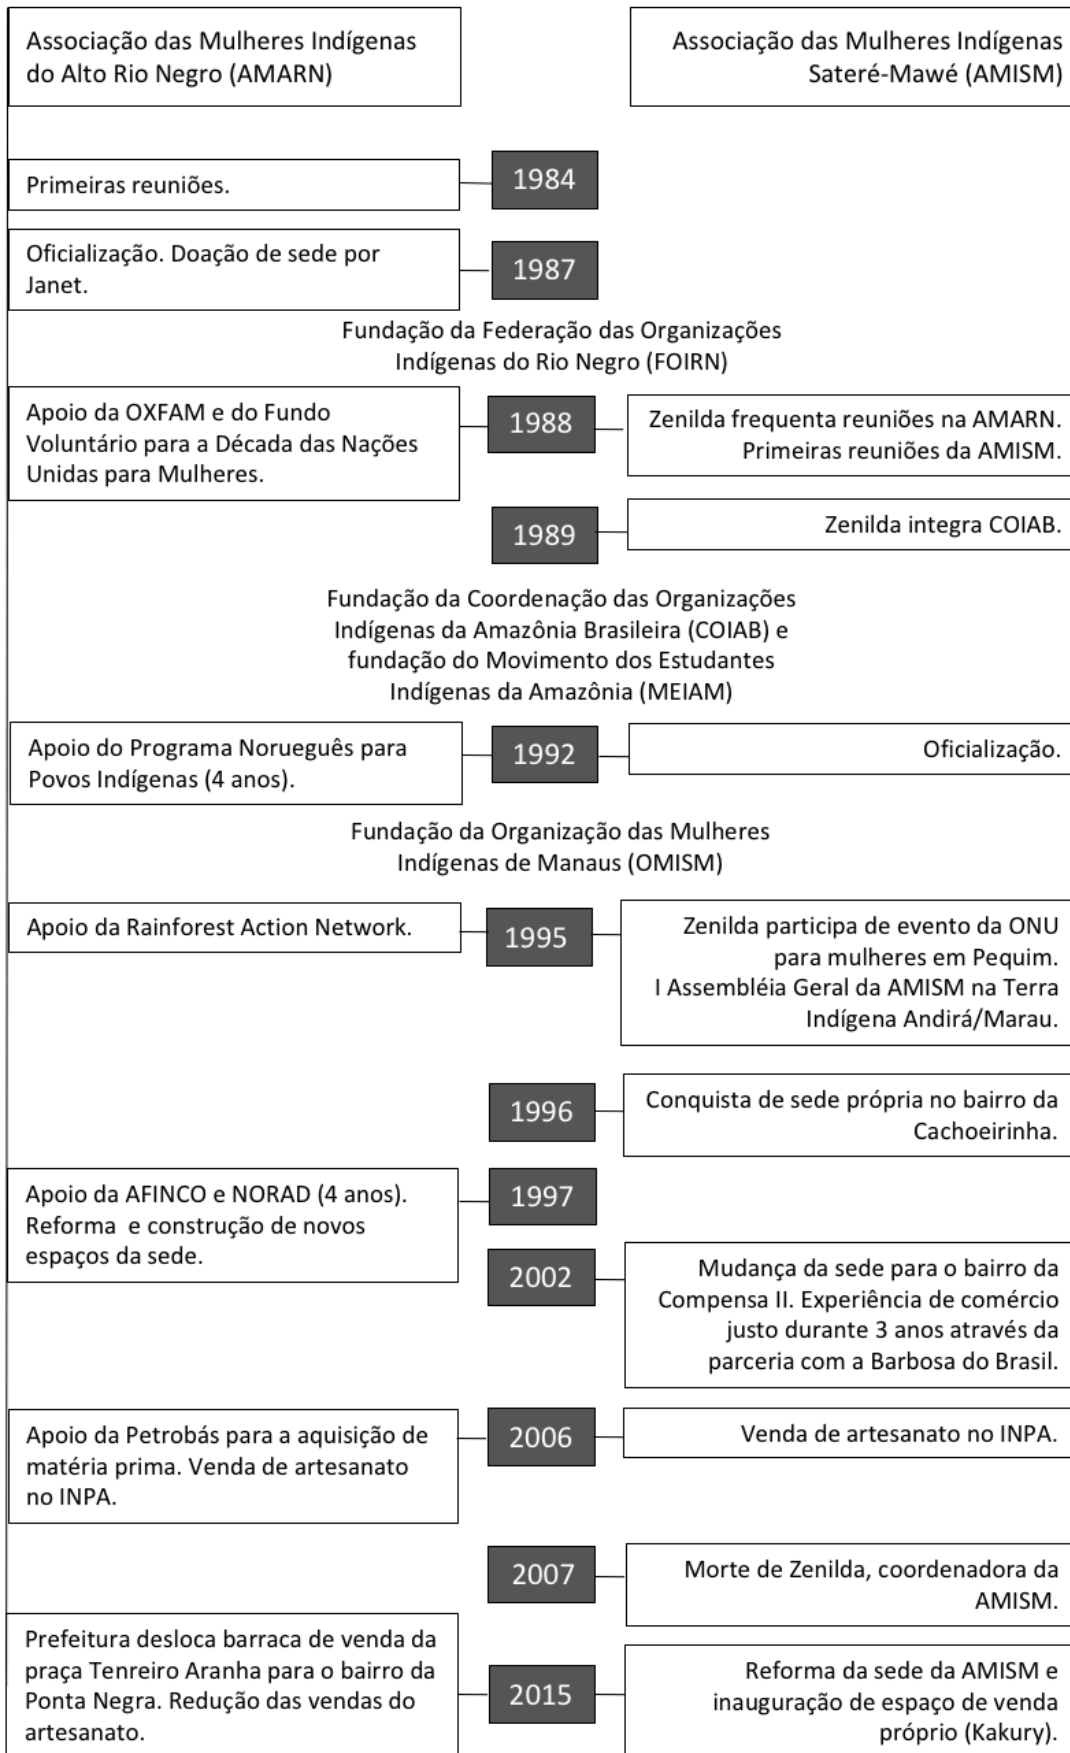 Associação das Mulheres Indígenas
do Alto Rio Negro (AMARN)
Associação das Mulheres Indígenas
Sateré-Mawé (AMISM)
Primeiras reuniões.
1984
Oficialização. Doação de sede por
Janet.
1987
Fundação da Federação das Organizações
Indígenas do Rio Negro (FOIRN)
Apoio da OXFAM e do Fundo
Voluntário para a Década das Nações
Unidas para Mulheres.
1988
Zenilda frequenta reuniões na AMARN.
Primeiras reuniões da AMISM.
1989
Zenilda integra COIAB.
Fundação da Coordenação das Organizações
Indígenas da Amazônia Brasileira (COIAB) e
fundação do Movimento dos Estudantes
Indígenas da Amazônia (MEIAM)
Apoio do Programa Norueguês para
Povos Indígenas (4 anos).
1992
Oficialização.
Fundação da Organização das Mulheres
Indígenas de Manaus (OMISM)
Apoio da Rainforest Action Network.
1995
Zenilda participa de evento da ONU
para mulheres em Pequim.
I Assembléia Geral da AMISM na Terra
Indígena Andirá/Marau.
1996
Conquista de sede própria no bairro da
Cachoeirinha.
Apoio da AFINCO e NORAD (4 anos).
Reforma e construção de novos
espaços da sede.
1997
2002
Mudança da sede para o bairro da
Compensa II. Experiência de comércio
justo durante 3 anos através da
parceria com a Barbosa do Brasil.
Apoio da Petrobás para a aquisição de
matéria prima. Venda de artesanato
no INPA.
2006
Venda de artesanato no INPA.
2007
Morte de Zenilda, coordenadora da
AMISM.
Prefeitura desloca barraca de venda da
praça Tenreiro Aranha para o bairro da
Ponta Negra. Redução das vendas do
artesanato.
2015
Reforma da sede da AMISM e
inauguração de espaço de venda
próprio (Kakury).